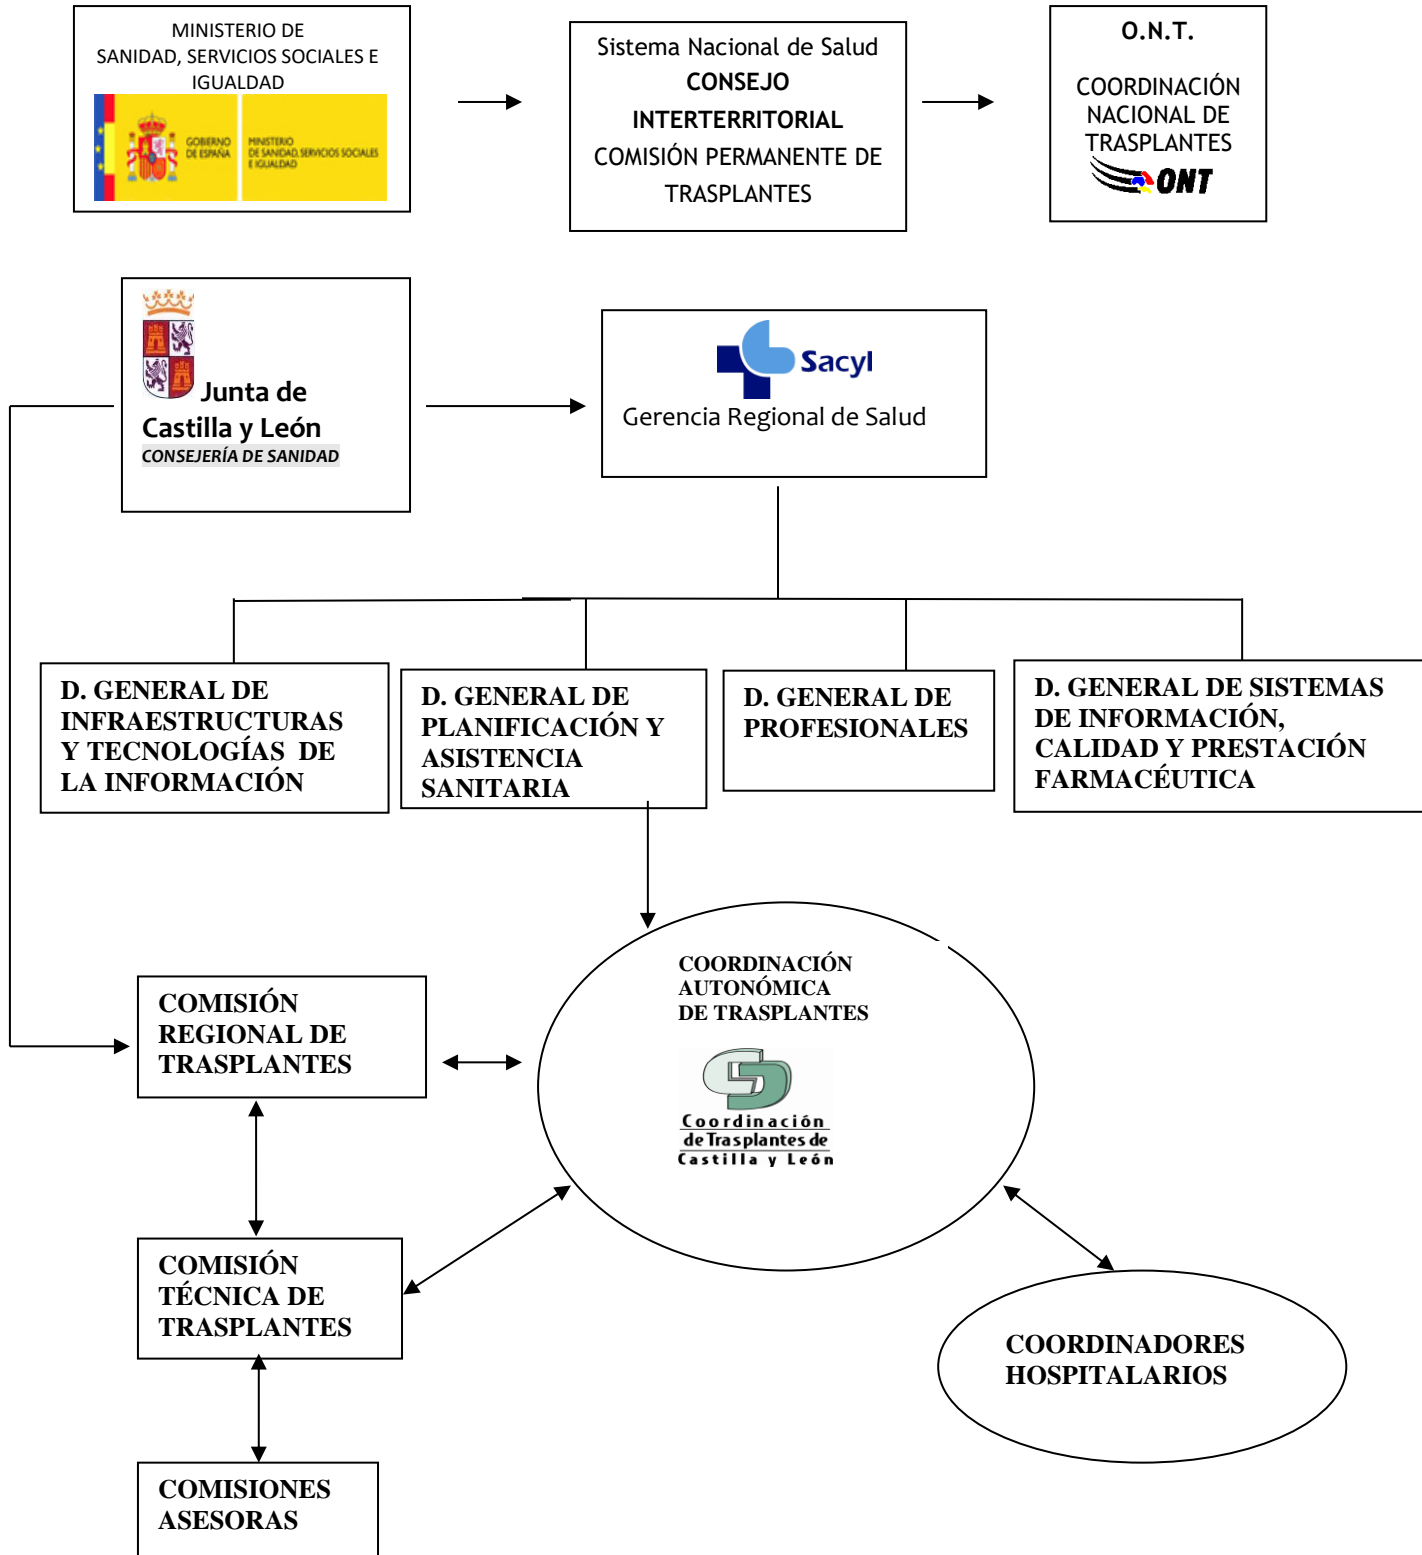 MINISTERIO DE
SANIDAD, SERVICIOS SOCIALES E
IGUALDAD
GOBIERNO
DE ESPAÑA
MINISTERIO
DE SANIDAD, SERVICIOS SOCIALES
E IGUALDAD
Sistema Nacional de Salud
CONSEJO
INTERTERRITORIAL
COMISIÓN PERMANENTE DE
TRASPLANTES
O.N.T.
COORDINACIÓN
NACIONAL DE
TRASPLANTES
ONT
Junta de
Castilla y León
CONSEJERÍA DE SANIDAD
Sacyl
Gerencia Regional de Salud
D. GENERAL DE
INFRAESTRUCTURAS
Y TECNOLOGÍAS DE
LA INFORMACIÓN
D. GENERAL DE
PLANIFICACIÓN Y
ASISTENCIA
SANITARIA
D. GENERAL DE
PROFESIONALES
D. GENERAL DE SISTEMAS
DE INFORMACIÓN,
CALIDAD Y PRESTACIÓN
FARMACÉUTICA
COORDINACIÓN
AUTONÓMICA
DE TRASPLANTES
Coordinación
de Trasplantes de
Castilla y León
COMISIÓN
REGIONAL DE
TRASPLANTES
COMISIÓN
TÉCNICA DE
TRASPLANTES
COORDINADORES
HOSPITALARIOS
COMISIONES
ASESORAS